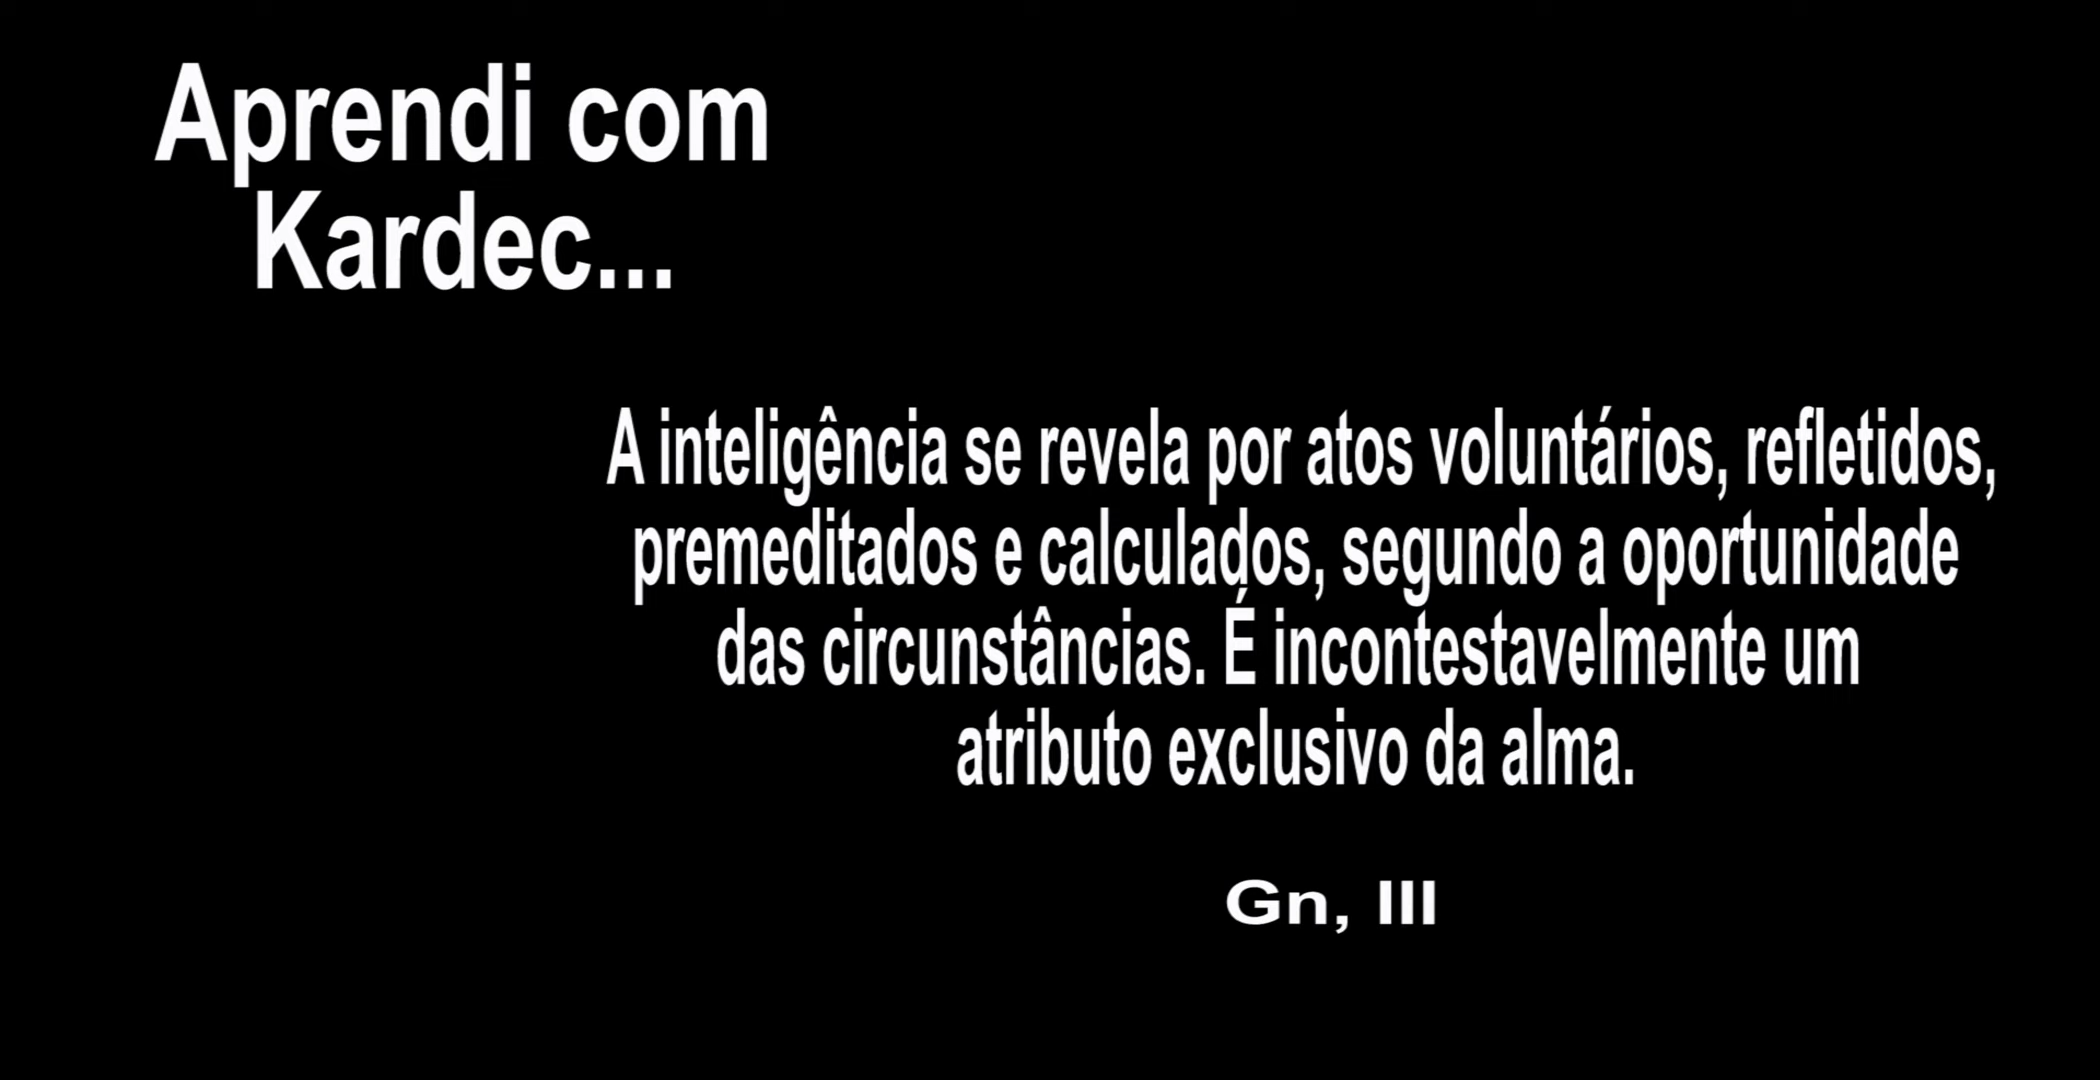 Aprendi com
Kardec...
A inteligência se revela por atos voluntários, refletidos,
premeditados e calculados, segundo a oportunidade
das circunstâncias. É incontestavelmente um
atributo exclusivo da alma.
Gn, III